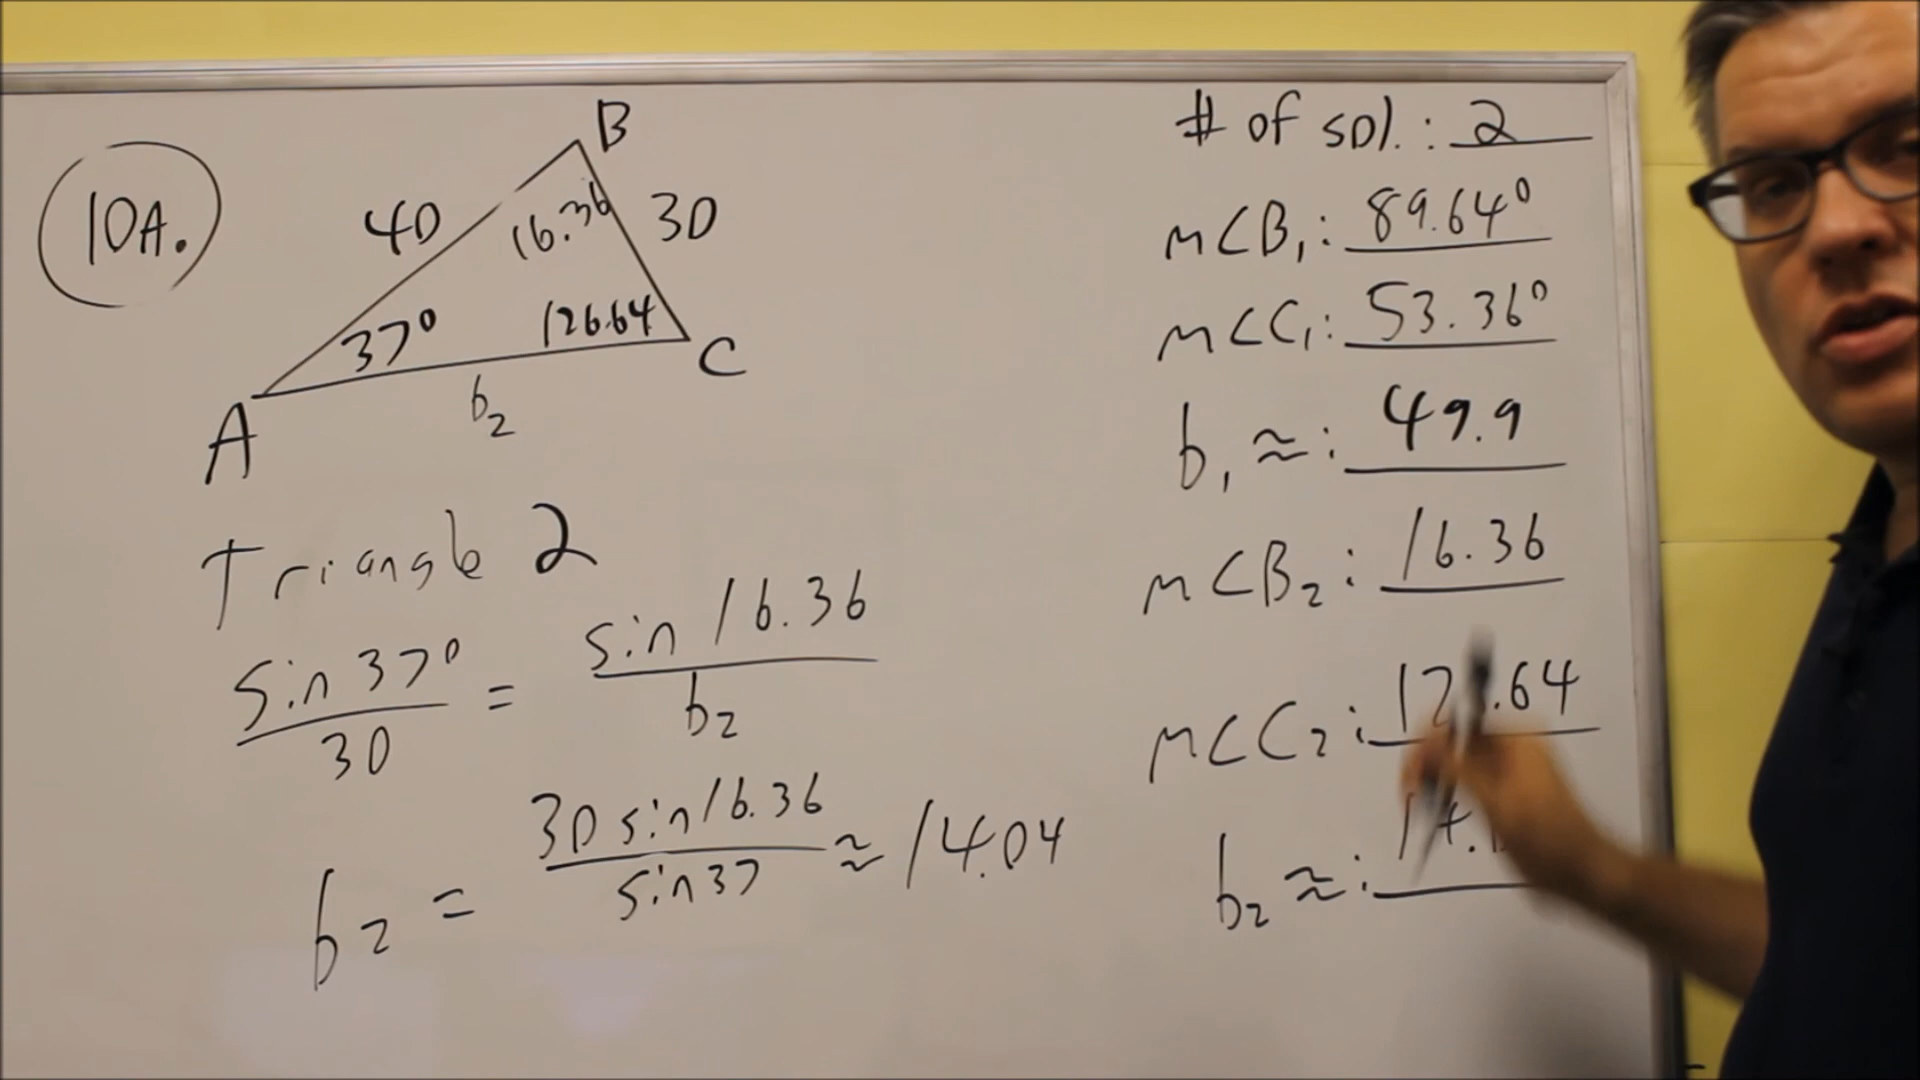 10A.
B
40
16.36
30
37°
126.64
A
b₂
C
Triangle 2
sin 37° / 30 = sin 16.36 / b₂
b₂ = 30 sin 16.36 / sin 37 ≈ 14.04
# of sol.: 2
m∠B₁: 89.64°
m∠C₁: 53.36°
b₁ ≈: 49.9
m∠B₂: 16.36
m∠C₂:
b₂ ≈: